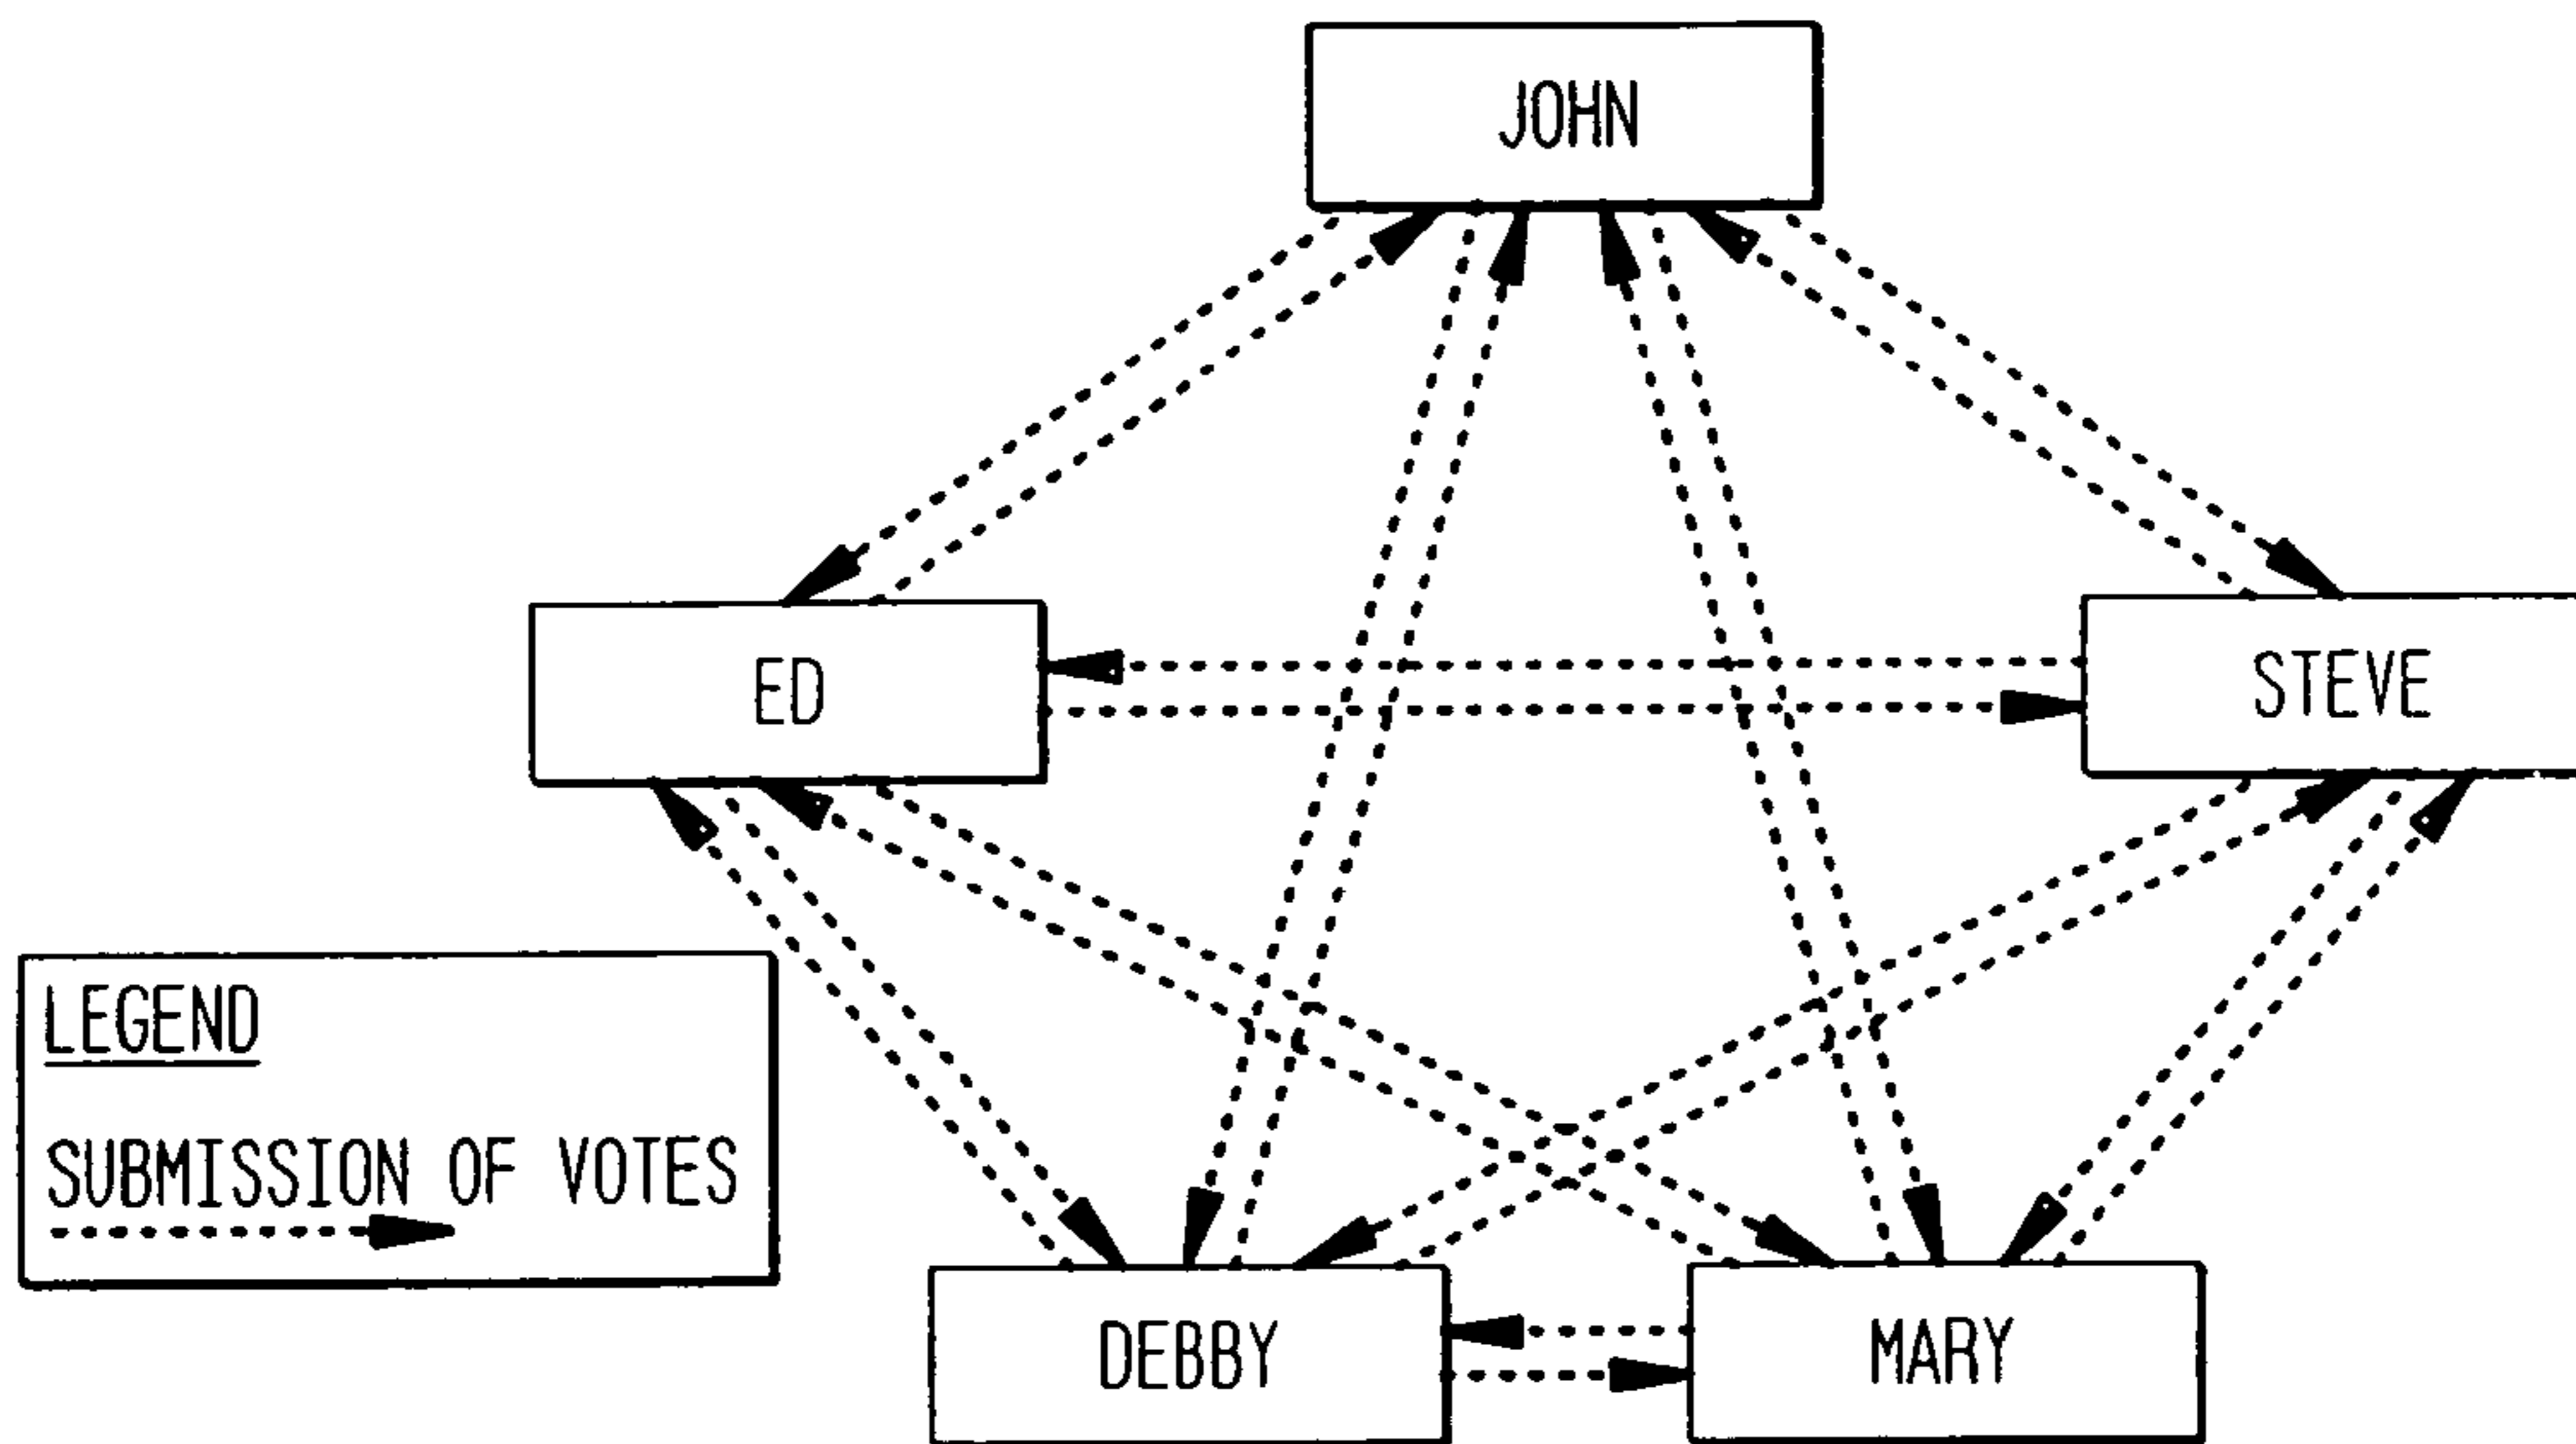 JOHN
ED
STEVE
LEGEND
SUBMISSION OF VOTES
DEBBY
MARY